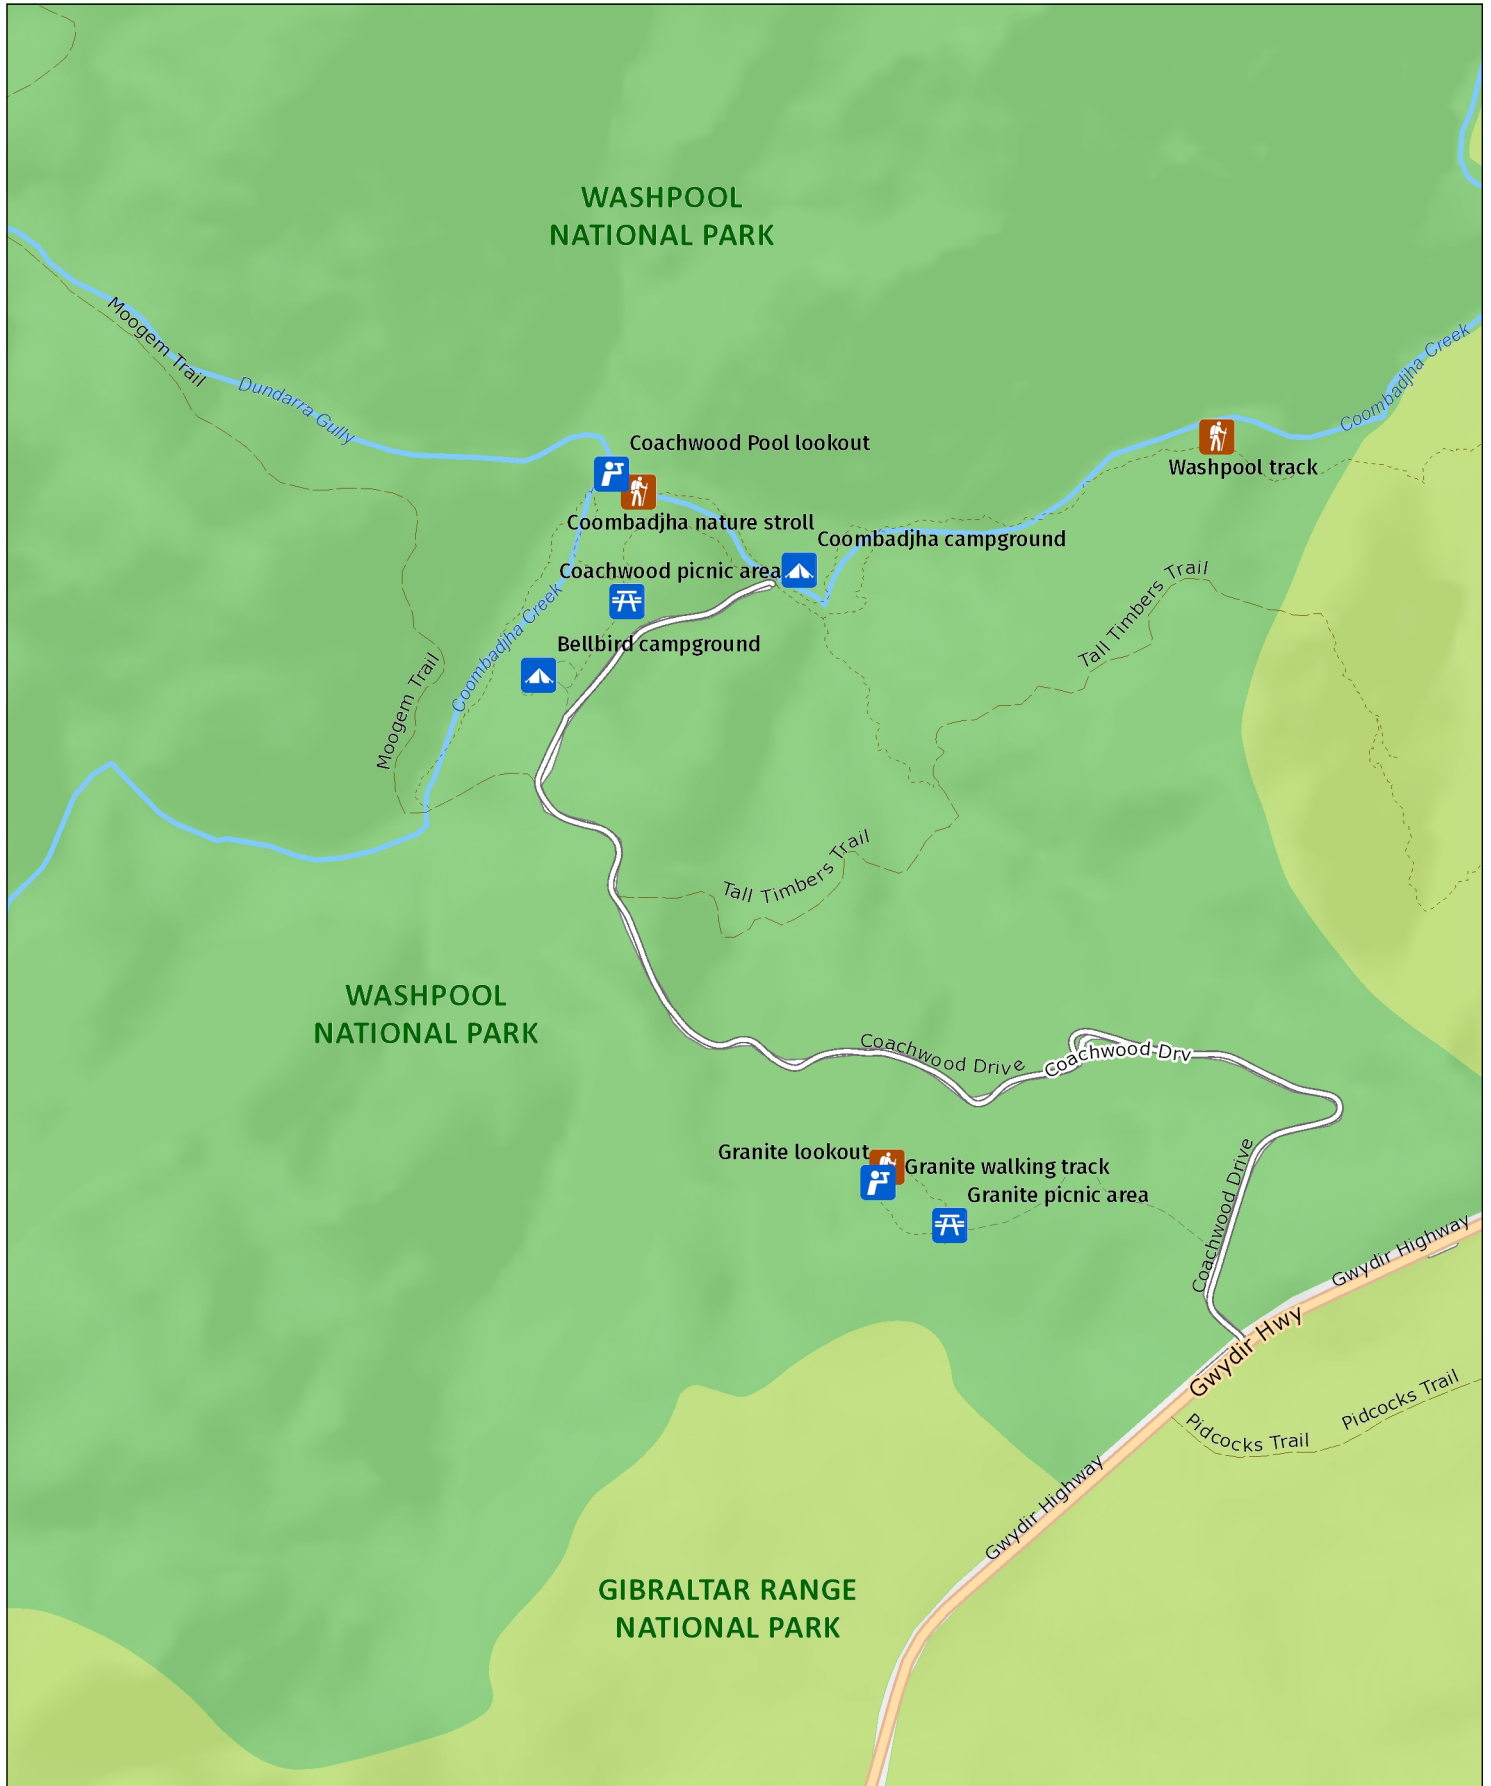 WASHPOOL
NATIONAL PARK
Moogem Trail
Dundarra Gully
Coombadjha Creek
Coachwood Pool lookout
Washpool track
Coombadjha nature stroll
Coombadjha campground
Coachwood picnic area
Tall Timbers Trail
Coombadjha Creek
Bellbird campground
Moogem Trail
Tall Timbers Trail
WASHPOOL
NATIONAL PARK
Coachwood Drive
Coachwood Drv
Granite lookout
Granite walking track
Granite picnic area
Coachwood Drive
Gwydir Highway
Gwydir Hwy
Pidcocks Trail
Pidcocks Trail
Gwydir Highway
GIBRALTAR RANGE
NATIONAL PARK